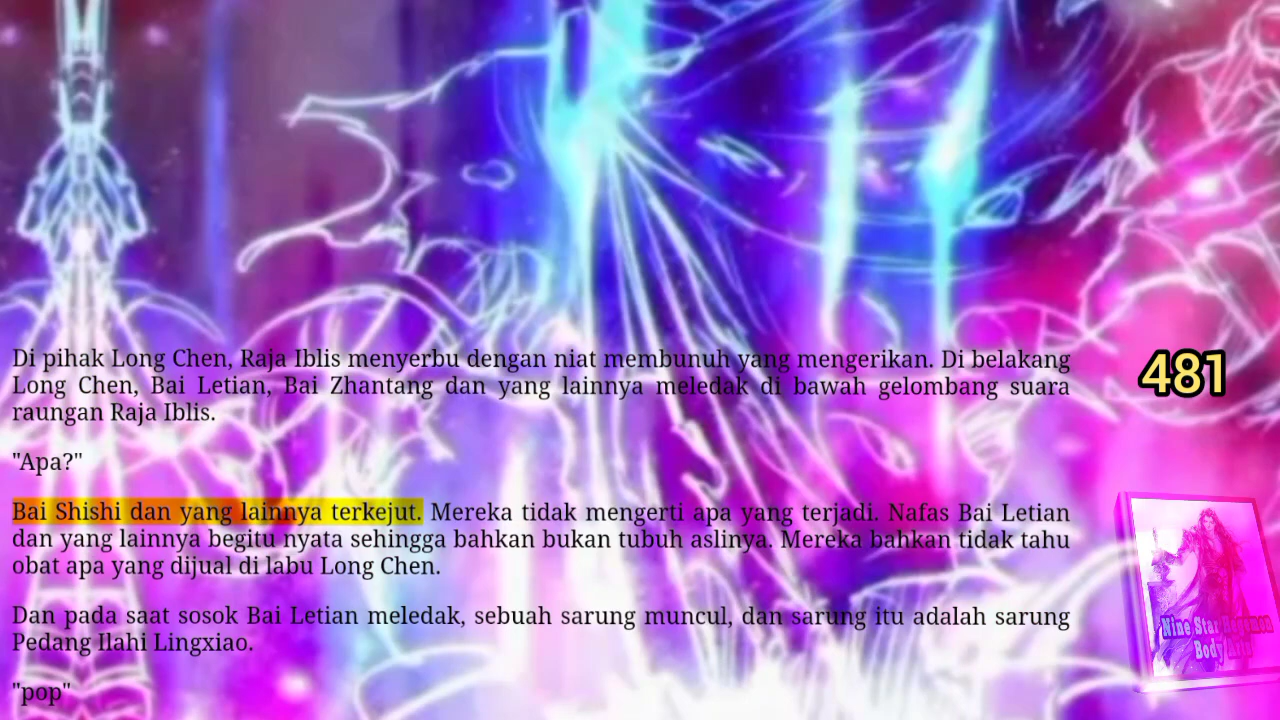 Di pihak Long Chen, Raja Iblis menyerbu dengan niat membunuh yang mengerikan. Di belakang
Long Chen, Bai Letian, Bai Zhantang dan yang lainnya meledak di bawah gelombang suara
raungan Raja Iblis.
"Apa?"
Bai Shishi dan yang lainnya terkejut. Mereka tidak mengerti apa yang terjadi. Nafas Bai Letian
dan yang lainnya begitu nyata sehingga bahkan bukan tubuh aslinya. Mereka bahkan tidak tahu
obat apa yang dijual di labu Long Chen.
Dan pada saat sosok Bai Letian meledak, sebuah sarung muncul, dan sarung itu adalah sarung
Pedang Ilahi Lingxiao.
"pop"
481
Nine Star Hegemon
Body Arts